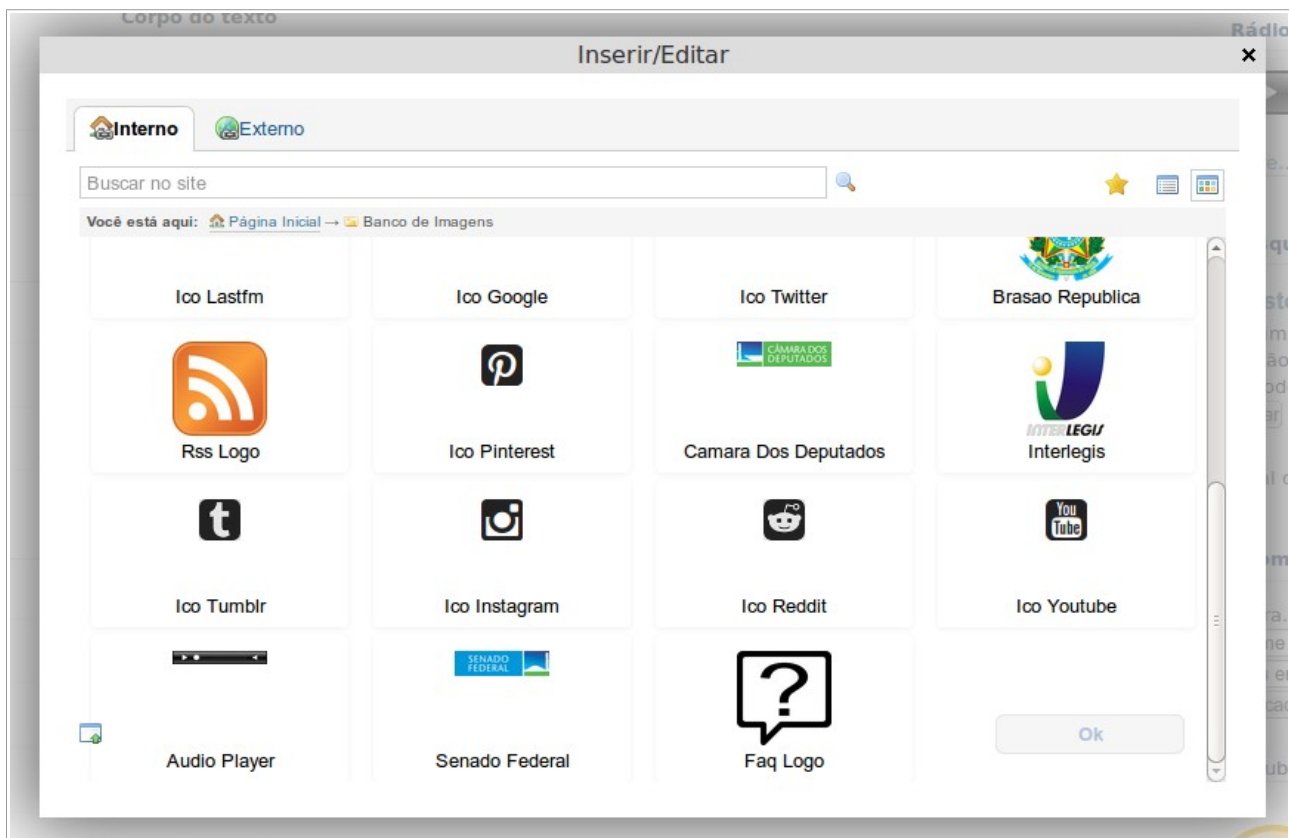 Corpo do texto
Rádio
Inserir/Editar
Interno
Externo
Buscar no site
Você está aqui: Página Inicial → Banco de Imagens
Ico Lastfm
Ico Google
Ico Twitter
Brasao Republica
CÂMARA DOS
DEPUTADOS
INTERLEGIS
Rss Logo
Ico Pinterest
Camara Dos Deputados
Interlegis
You
Tube
Ico Tumblr
Ico Instagram
Ico Reddit
Ico Youtube
SENADO
FEDERAL
Ok
Audio Player
Senado Federal
Faq Logo